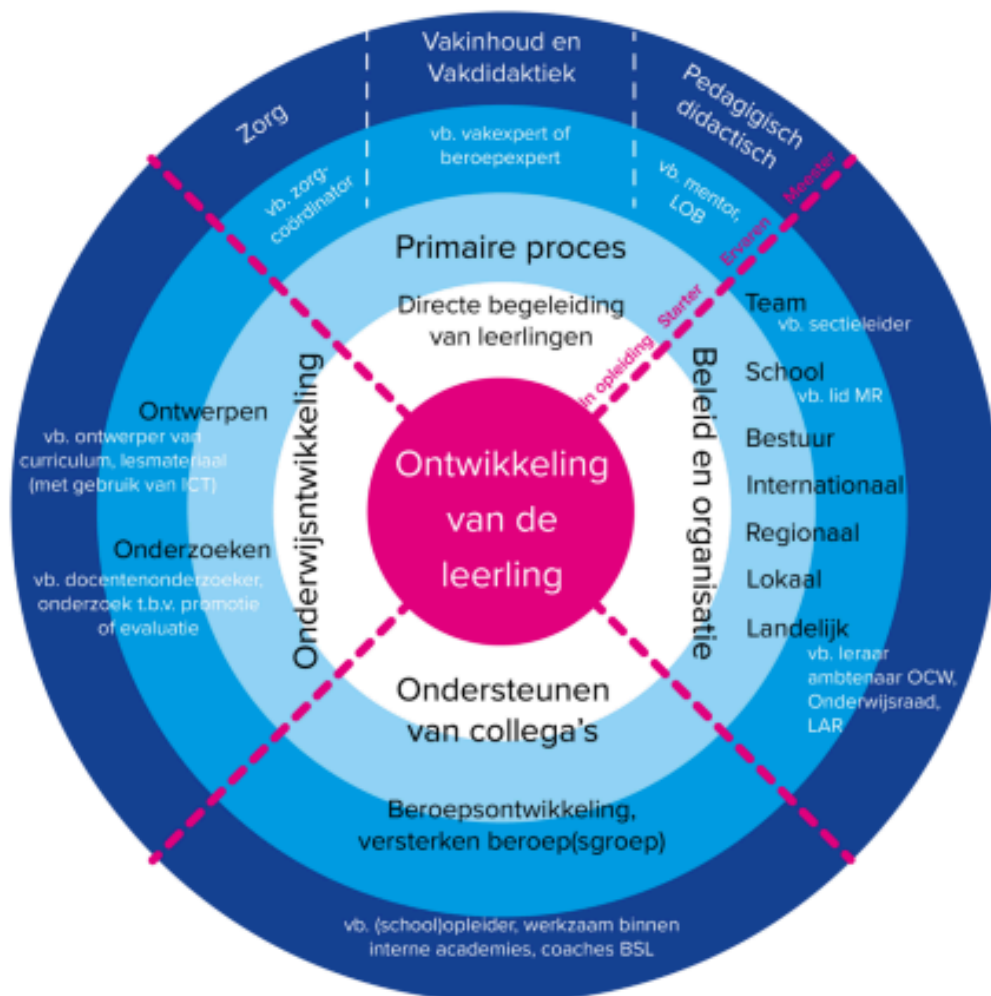 Vakinhoud en
Vakdidaktiek
Zorg
Pedagigisch
didactisch
vb. zorg-
coördinator
vb. vakexpert of
beroepexpert
vb. mentor,
LOB
Meester
Ervaren
Starter
in opleiding
Primaire proces
Directe begeleiding
van leerlingen
Onderwijsntwikkeling
Ontwerpen
vb. ontwerper van
curriculum, lesmateriaal
(met gebruik van ICT)
Onderzoeken
vb. docentenonderzoeker,
onderzoek t.b.v. promotie
of evaluatie
Ontwikkeling
van de
leerling
Beleid en organisatie
Team
vb. sectieleider
School
vb. lid MR
Bestuur
Internationaal
Regionaal
Lokaal
Landelijk
vb. leraar
ambtenaar OCW,
Onderwijsraad,
LAR
Ondersteunen
van collega's
Beroepsontwikkeling,
versterken beroep(sgroep)
vb. (school)opleider, werkzaam binnen
interne academies, coaches BSL